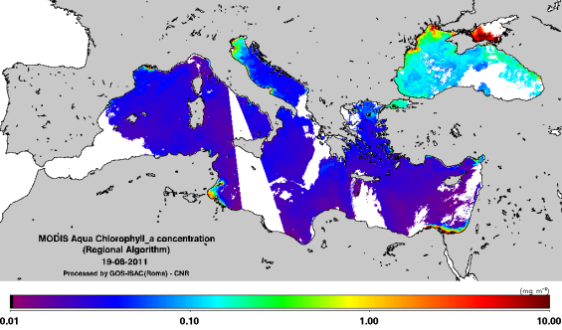 MODIS Aqua Chlorophyll_a concentration
(Regional Algorithm)
19-08-2011
Processed by GOS-ISAC(Roma) - CNR
(mg m⁻³)
0.01 0.10 1.00 10.00